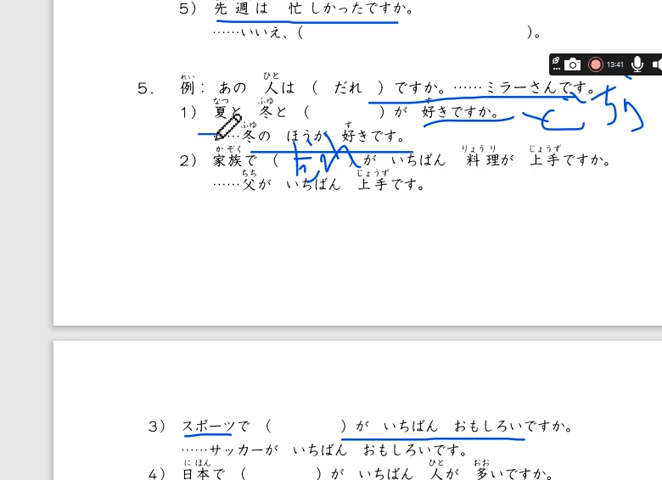 5) 先週は 忙しかったですか。
……いいえ、( )。
13:41
5. 例: あの 人は ( だれ )ですか。……ミラーさんです。
1) 夏と 冬と ( )が 好きですか。 どちら
……冬の ほうが 好きです。
2) 家族で ( だれ )が いちばん 料理が 上手ですか。
……父が いちばん 上手です。
3) スポーツで ( )が いちばん おもしろいですか。
……サッカーが いちばん おもしろいです。
4) 日本で ( )が いちばん 人が 多いですか。